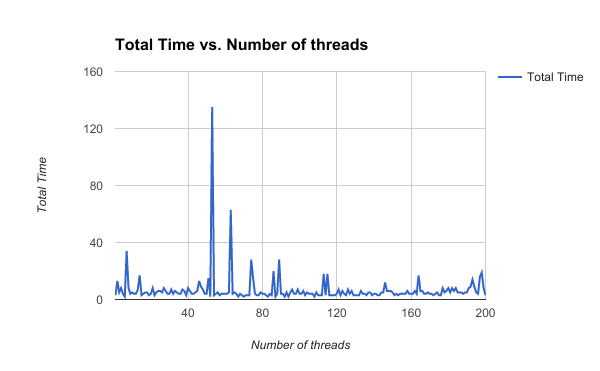 Total Time vs. Number of threads
160
120
80
40
0
Total Time
Total Time
40
80
120
160
200
Number of threads